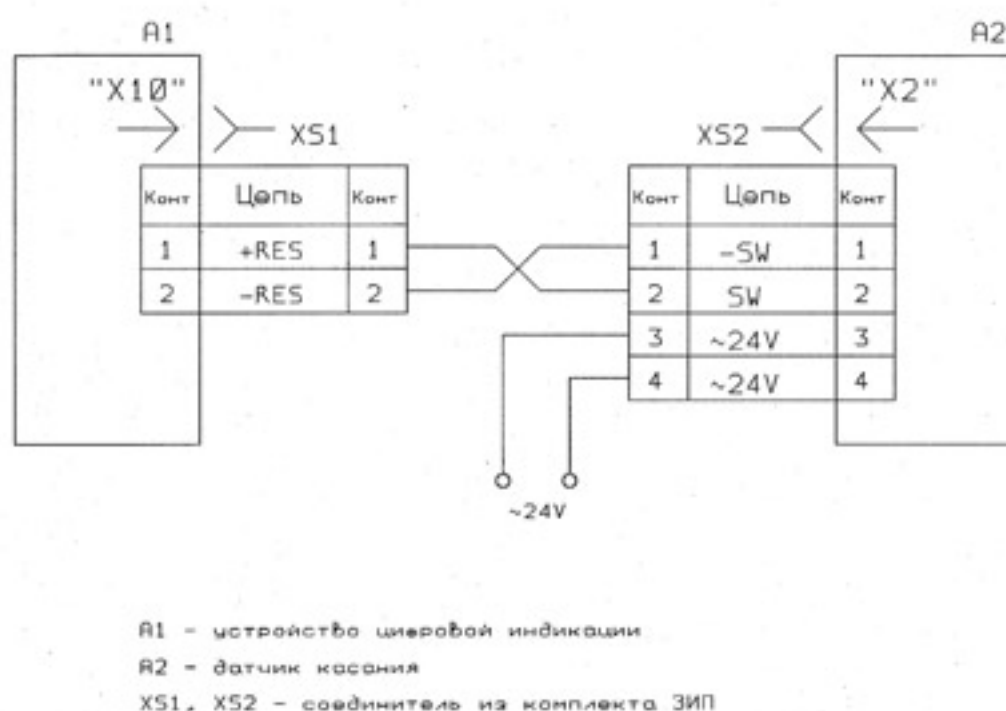 A1
A2
"X10"
"X2"
XS1
XS2
Конт Цепь Конт
1 +RES 1
2 -RES 2
Конт Цепь Конт
1 -SW 1
2 SW 2
3 ~24V 3
4 ~24V 4
~24V
A1 - устройство цифровой индикации
A2 - датчик касания
XS1, XS2 - соединитель из комплекта ЗИП